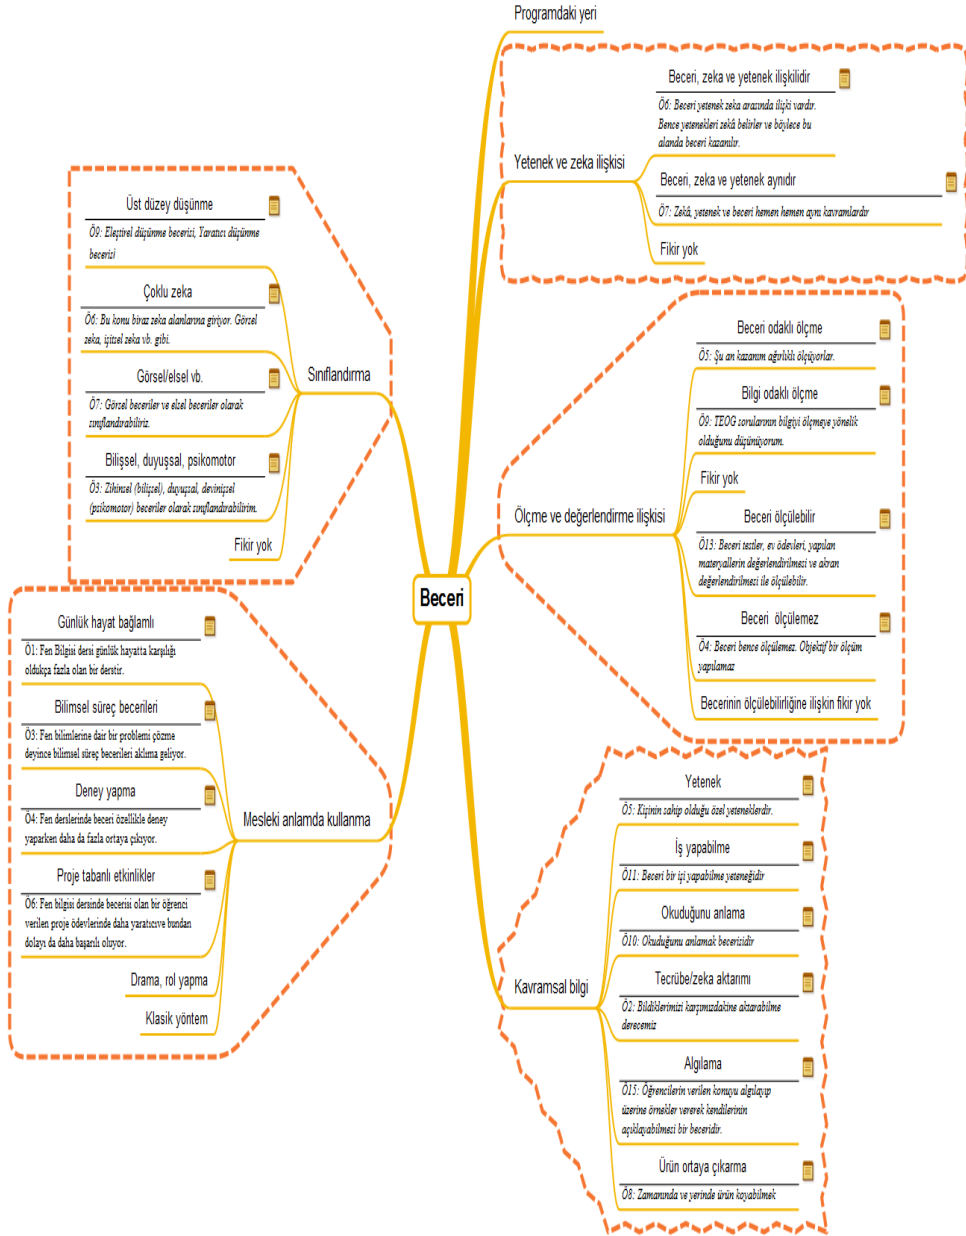 Programdaki yeri
Beceri, zeka ve yetenek ilişkilidir
Ö6: Beceri yetenek zeka arasında ilişki vardır.
Bence yetenekleri zekâ belirler ve böylece bu
alanda beceri kazanılır.
Yetenek ve zeka ilişkisi
Beceri, zeka ve yetenek aynıdır
Ö7: Zekâ, yetenek ve beceri hemen hemen aynı kavramlardır
Fikir yok
Üst düzey düşünme
Ö9: Eleştirel düşünme becerisi, Yaratıcı düşünme
becerisi
Çoklu zeka
Ö6: Bu konu biraz zeka alanlarına giriyor. Görsel
zeka, işitsel zeka vb. gibi.
Sınıflandırma
Görsel/elsel vb.
Ö7: Görsel beceriler ve elsel beceriler olarak
sınıflandırabiliriz.
Bilişsel, duyuşsal, psikomotor
Ö3: Zihinsel (bilişsel), duyuşsal, devinişsel
(psikomotor) beceriler olarak sınıflandırabilirim.
Fikir yok
Beceri odaklı ölçme
Ö5: Şu an kazanım ağırlıklı ölçüyorlar.
Bilgi odaklı ölçme
Ö9: TEOG sorularının bilgiyi ölçmeye yönelik
olduğunu düşünüyorum.
Fikir yok
Ölçme ve değerlendirme ilişkisi
Beceri ölçülebilir
Ö13: Beceri testler, ev ödevleri, yapılan
materyallerin değerlendirilmesi ve akran
değerlendirilmesi ile ölçülebilir.
Beceri ölçülemez
Ö4: Beceri bence ölçülemez. Objektif bir ölçüm
yapılamaz
Becerinin ölçülebilirliğine ilişkin fikir yok
Beceri
Günlük hayat bağlamlı
Ö1: Fen Bilgisi dersi günlük hayatta karşılığı
oldukça fazla olan bir derstir.
Bilimsel süreç becerileri
Ö3: Fen bilimlerine dair bir problemi çözme
deyince bilimsel süreç becerileri aklıma geliyor.
Deney yapma
Ö4: Fen derslerinde beceri özellikle deney
yaparken daha da fazla ortaya çıkıyor.
Mesleki anlamda kullanma
Proje tabanlı etkinlikler
Ö6: Fen bilgisi dersinde becerisi olan bir öğrenci
verilen proje ödevlerinde daha yaratıcıve bundan
dolayı da daha başarılı oluyor.
Drama, rol yapma
Klasik yöntem
Yetenek
Ö5: Kişinin sahip olduğu özel yeteneklerdir.
İş yapabilme
Ö11: Beceri bir işi yapabilme yeteneğidir
Okuduğunu anlama
Ö10: Okuduğunu anlamak becerisidir
Kavramsal bilgi
Tecrübe/zeka aktarımı
Ö2: Bildiklerimizi karşımızdakine aktarabilme
derecemiz
Algılama
Ö15: Öğrencilerin verilen konuyu algılayıp
üzerine örnekler vererek kendilerinin
açıklayabilmesi bir beceridir.
Ürün ortaya çıkarma
Ö8: Zamanında ve yerinde ürün koyabilmek